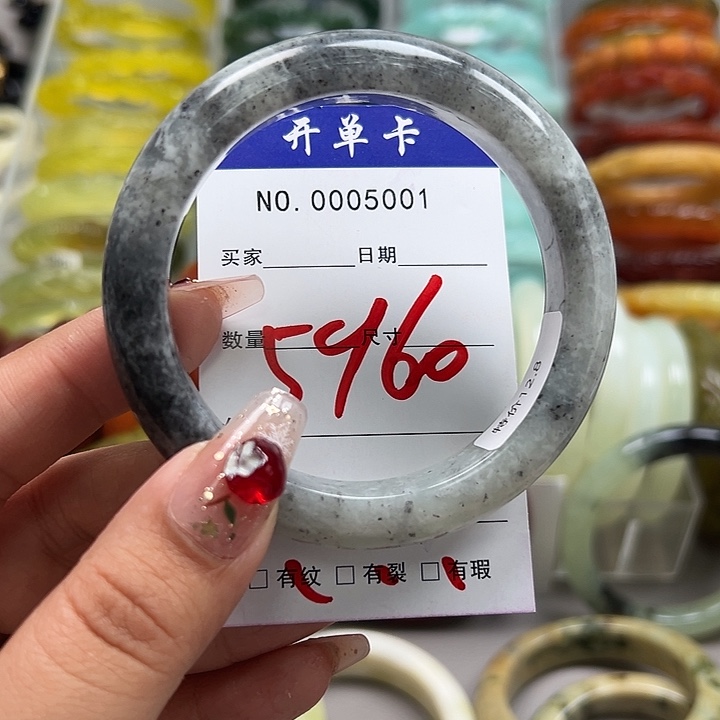 开单卡
NO. 0005001
买家 日期
数量 尺寸
5460
□ 有纹 □ 有裂 □ 有瑕